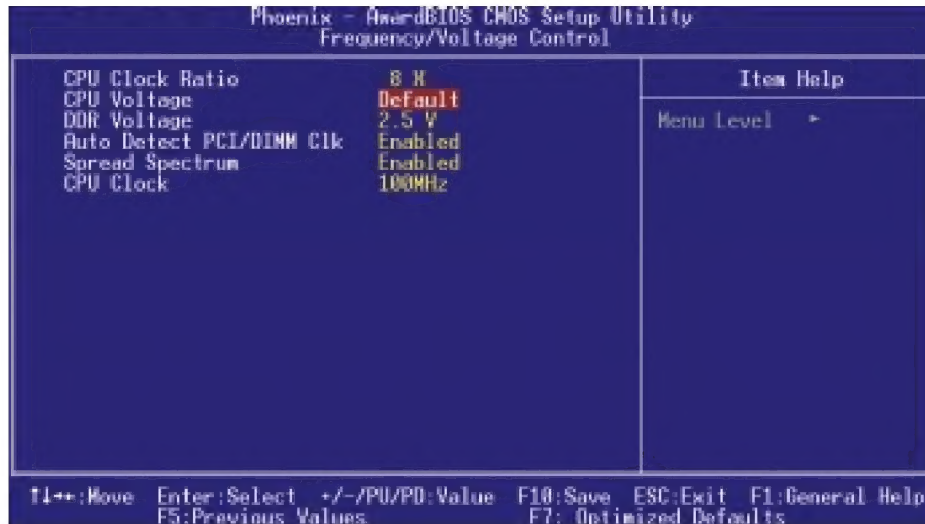 Phoenix - AwardBIOS CMOS Setup Utility
Frequency/Voltage Control
CPU Clock Ratio 8 X
CPU Voltage Default
DDR Voltage 2.5 V
Auto Detect PCI/DIMM Clk Enabled
Spread Spectrum Enabled
CPU Clock 100MHz
Item Help
Menu Level ►
↑↓→←:Move Enter:Select +/-/PU/PD:Value F10:Save ESC:Exit F1:General Help
F5:Previous Values F7: Optimized Defaults